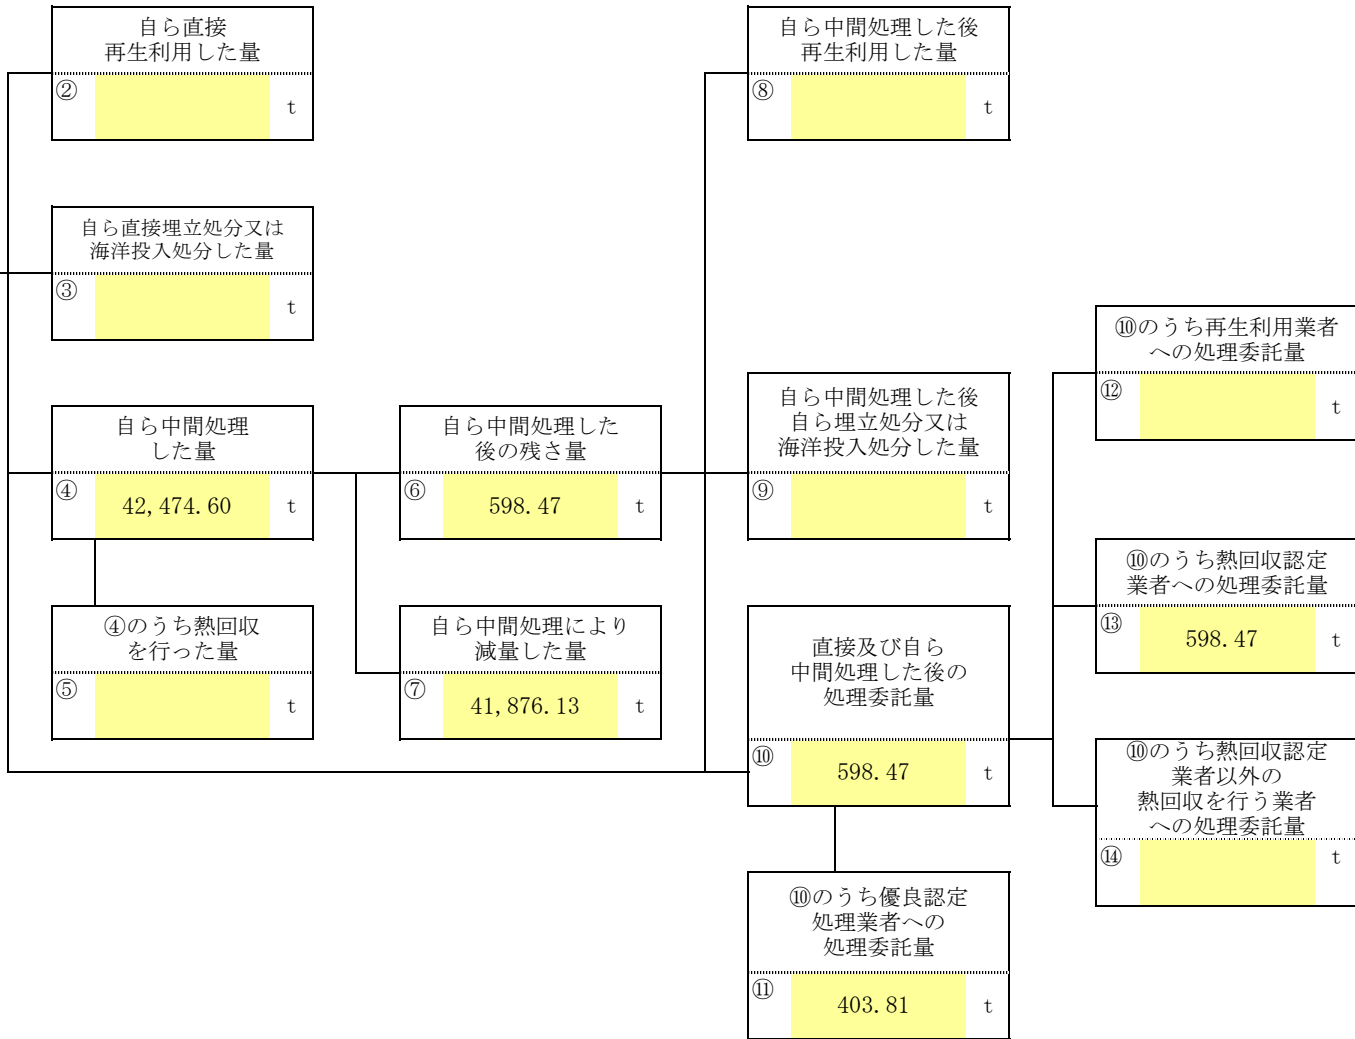 自ら直接
再生利用した量
②
t
自ら中間処理した後
再生利用した量
⑧
t
自ら直接埋立処分又は
海洋投入処分した量
③
t
⑩のうち再生利用業者
への処理委託量
⑫
t
自ら中間処理
した量
④
42,474.60 t
自ら中間処理した
後の残さ量
⑥
598.47 t
自ら中間処理した後
自ら埋立処分又は
海洋投入処分した量
⑨
t
⑩のうち熱回収認定
業者への処理委託量
⑬
598.47 t
④のうち熱回収
を行った量
⑤
t
自ら中間処理により
減量した量
⑦
41,876.13 t
直接及び自ら
中間処理した後の
処理委託量
⑩
598.47 t
⑩のうち熱回収認定
業者以外の
熱回収を行う業者
への処理委託量
⑭
t
⑩のうち優良認定
処理業者への
処理委託量
⑪
403.81 t